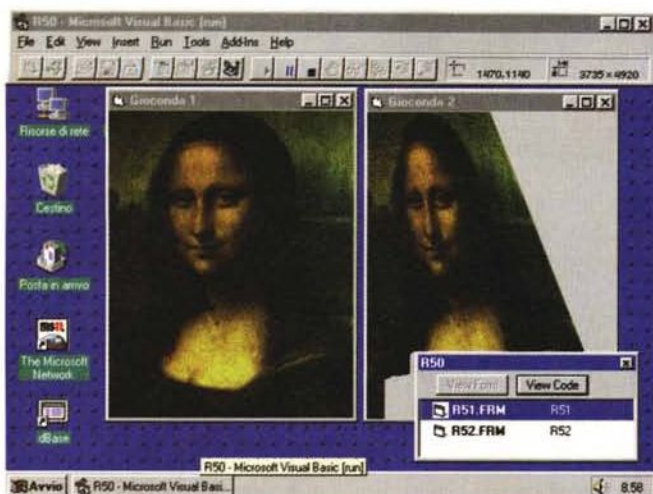 R50 - Microsoft Visual Basic [run]
File Edit View Insert Run Tools Add-Ins Help
1470,1140 3735 × 4920
Risorse di rete
Cestino
Posta in arrivo
msn
The Microsoft
Network
dBase
Gioconda 1
Gioconda 2
R50
View Form View Code
R51.FRM R51
R52.FRM R52
R50 - Microsoft Visual Basic [run]
Avvio R50 - Microsoft Visual Basi... 8.58